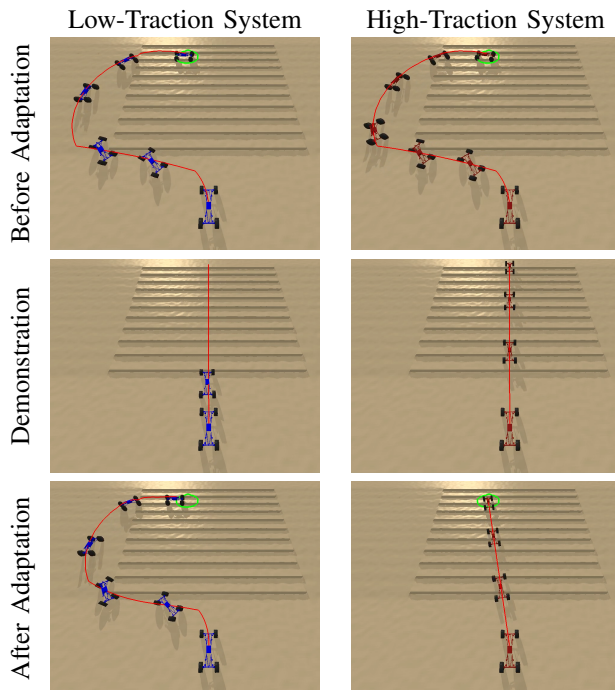 Low-Traction System
High-Traction System
Before Adaptation
Demonstration
After Adaptation